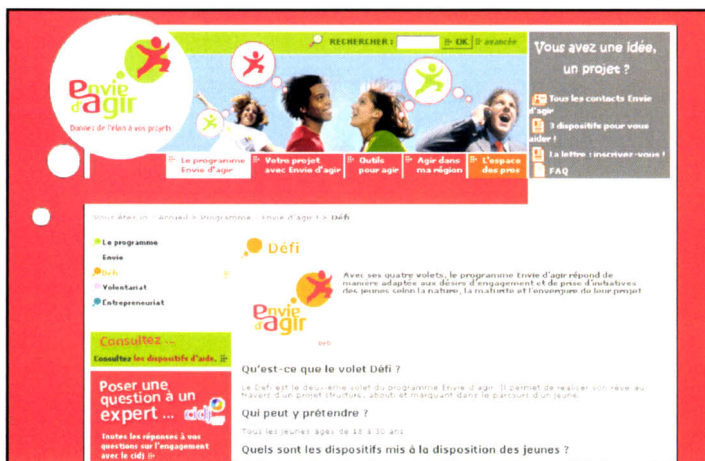 RECHERCHER : OK avancée
Envie d'agir
Donnez de l'élan à vos projets
Vous avez une idée,
un projet ?
Tous les contacts Envie
d'agir
3 dispositifs pour vous
aider !
La lettre : inscrivez-vous !
FAQ
Le programme
Envie d'agir
Votre projet
avec Envie d'agir
Outils
pour agir
Agir dans
ma région
L'espace
des pros
Vous êtes ici : Accueil > Programme : Envie d'agir ! > Défi
Le programme
Envie
Défi
Volontariat
Entrepreneuriat
Consultez ...
Consultez les dispositifs d'aide.
Poser une
question à un
expert ... cidj
Toutes les réponses à vos
questions sur l'engagement
avec le cidj
Défi
Envie d'agir
Défi
Avec ses quatre volets, le programme Envie d'agir répond de
manière adaptée aux désirs d'engagement et de prise d'initiatives
des jeunes selon la nature, la maturité et l'envergure de leur projet
Qu'est-ce que le volet Défi ?
Le Défi est le deuxième volet du programme Envie d'agir. Il permet de réaliser son rêve au
travers d'un projet structuré, abouti et marquant dans le parcours d'un jeune.
Qui peut y prétendre ?
Tous les jeunes âgés de 18 à 30 ans
Quels sont les dispositifs mis à la disposition des jeunes ?